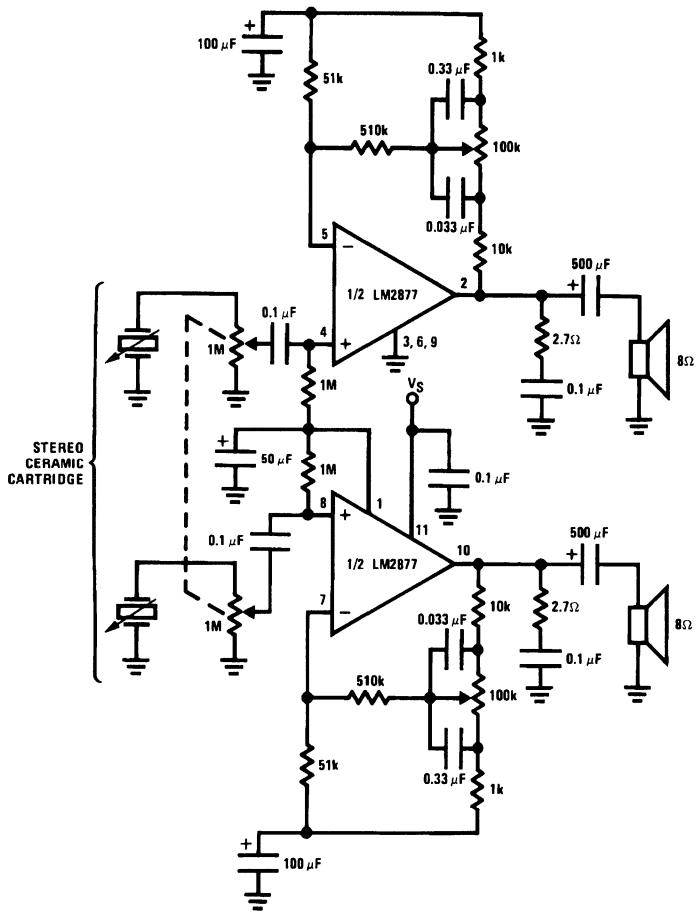 +
100 μF
51k
1k
0.33 μF
510k
100k
0.033 μF
10k
5
−
1/2 LM2877
2
+
500 μF
8Ω
2.7Ω
0.1 μF
0.1 μF
4
+
3, 6, 9
1M
1M
VS
STEREO
CERAMIC
CARTRIDGE
+
50 μF
1M
0.1 μF
8
+
1
11
0.1 μF
1/2 LM2877
10
+
500 μF
8Ω
2.7Ω
0.1 μF
1M
7
−
10k
0.033 μF
510k
100k
0.33 μF
51k
1k
+
100 μF